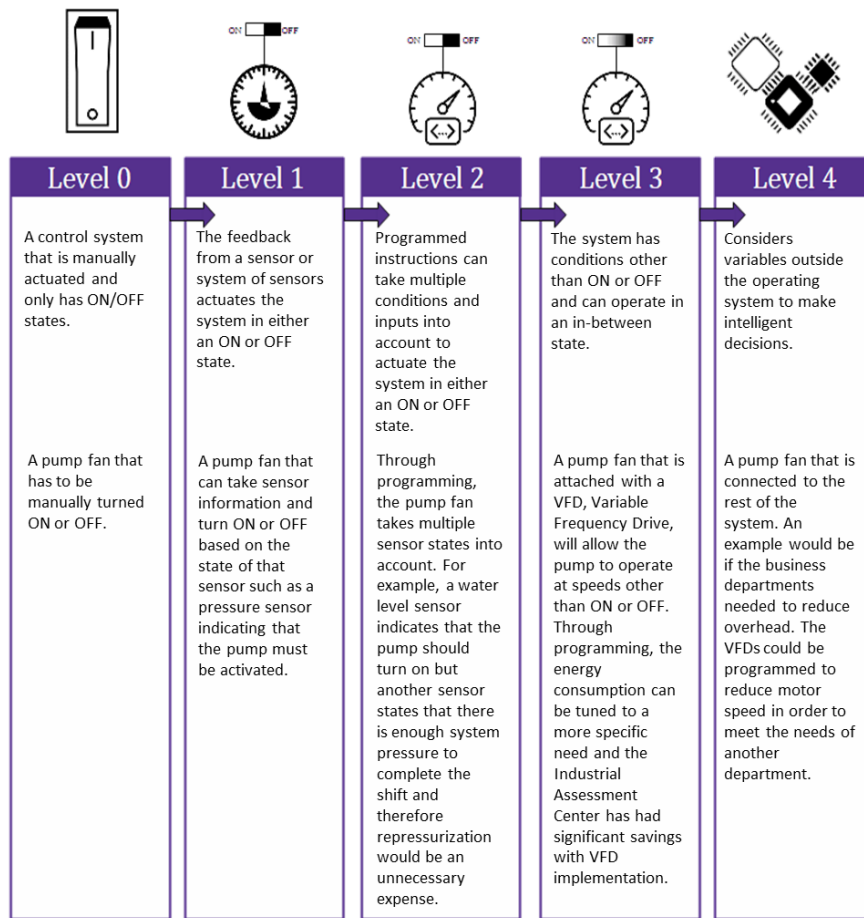 ON OFF
ON OFF
ON OFF
<...>
<...>
Level 0
A control system
that is manually
actuated and
only has ON/OFF
states.
A pump fan that
has to be
manually turned
ON or OFF.
Level 1
The feedback
from a sensor or
system of sensors
actuates the
system in either
an ON or OFF
state.
A pump fan that
can take sensor
information and
turn ON or OFF
based on the
state of that
sensor such as a
pressure sensor
indicating that
the pump must
be activated.
Level 2
Programmed
instructions can
take multiple
conditions and
inputs into
account to
actuate the
system in either
an ON or OFF
state.
Through
programming,
the pump fan
takes multiple
sensor states into
account. For
example, a water
level sensor
indicates that the
pump should
turn on but
another sensor
states that there
is enough system
pressure to
complete the
shift and
therefore
repressurization
would be an
unnecessary
expense.
Level 3
The system has
conditions other
than ON or OFF
and can operate in
an in-between
state.
A pump fan that is
attached with a
VFD, Variable
Frequency Drive,
will allow the
pump to operate
at speeds other
than ON or OFF.
Through
programming, the
energy
consumption can
be tuned to a
more specific
need and the
Industrial
Assessment
Center has had
significant savings
with VFD
implementation.
Level 4
Considers
variables outside
the operating
system to make
intelligent
decisions.
A pump fan that is
connected to the
rest of the
system. An
example would be
if the business
departments
needed to reduce
overhead. The
VFDs could be
programmed to
reduce motor
speed in order to
meet the needs of
another
department.